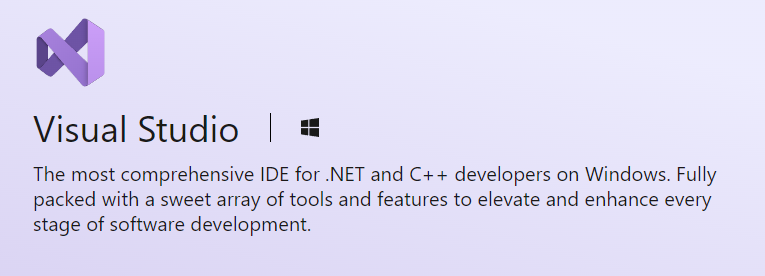 Visual Studio
The most comprehensive IDE for .NET and C++ developers on Windows. Fully
packed with a sweet array of tools and features to elevate and enhance every
stage of software development.